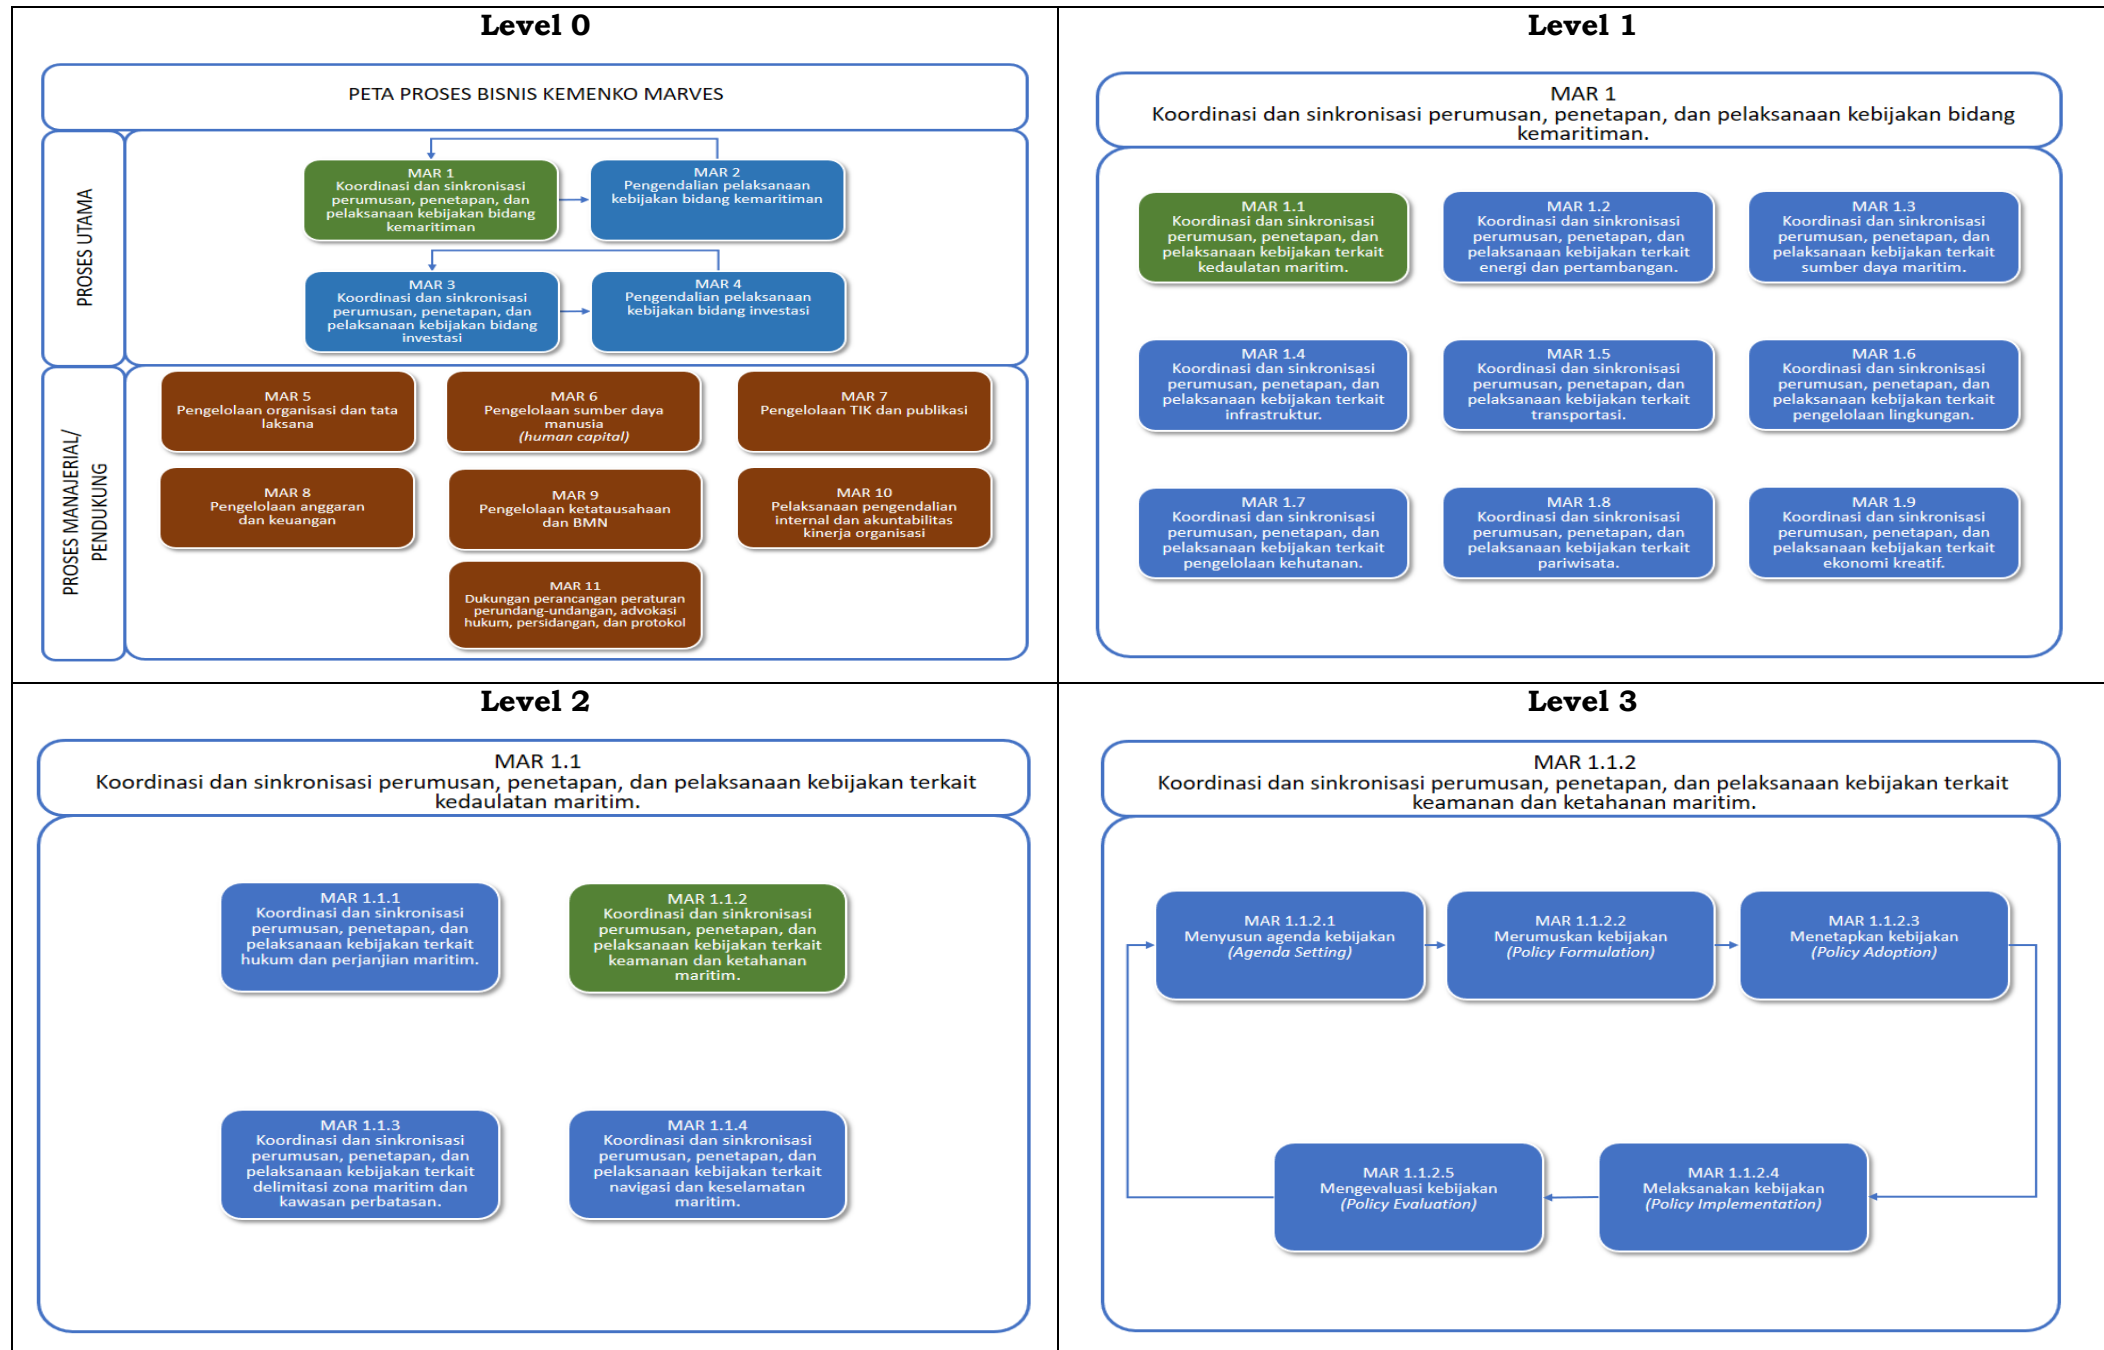 Level 0
PETA PROSES BISNIS KEMENKO MARVES
PROSES UTAMA
MAR 1
Koordinasi dan sinkronisasi
perumusan, penetapan, dan
pelaksanaan kebijakan bidang
kemaritiman
MAR 2
Pengendalian pelaksanaan
kebijakan bidang kemaritiman
MAR 3
Koordinasi dan sinkronisasi
perumusan, penetapan, dan
pelaksanaan kebijakan bidang
investasi
MAR 4
Pengendalian pelaksanaan
kebijakan bidang investasi
PROSES MANAJERIAL/
PENDUKUNG
MAR 5
Pengelolaan organisasi dan tata
laksana
MAR 6
Pengelolaan sumber daya
manusia
(human capital)
MAR 7
Pengelolaan TIK dan publikasi
MAR 8
Pengelolaan anggaran
dan keuangan
MAR 9
Pengelolaan ketatausahaan
dan BMN
MAR 10
Pelaksanaan pengendalian
internal dan akuntabilitas
kinerja organisasi
MAR 11
Dukungan perancangan peraturan
perundang-undangan, advokasi
hukum, persidangan, dan protokol
Level 1
MAR 1
Koordinasi dan sinkronisasi perumusan, penetapan, dan pelaksanaan kebijakan bidang
kemaritiman.
MAR 1.1
Koordinasi dan sinkronisasi
perumusan, penetapan, dan
pelaksanaan kebijakan terkait
kedaulatan maritim.
MAR 1.2
Koordinasi dan sinkronisasi
perumusan, penetapan, dan
pelaksanaan kebijakan terkait
energi dan pertambangan.
MAR 1.3
Koordinasi dan sinkronisasi
perumusan, penetapan, dan
pelaksanaan kebijakan terkait
sumber daya maritim.
MAR 1.4
Koordinasi dan sinkronisasi
perumusan, penetapan, dan
pelaksanaan kebijakan terkait
infrastruktur.
MAR 1.5
Koordinasi dan sinkronisasi
perumusan, penetapan, dan
pelaksanaan kebijakan terkait
transportasi.
MAR 1.6
Koordinasi dan sinkronisasi
perumusan, penetapan, dan
pelaksanaan kebijakan terkait
pengelolaan lingkungan.
MAR 1.7
Koordinasi dan sinkronisasi
perumusan, penetapan, dan
pelaksanaan kebijakan terkait
pengelolaan kehutanan.
MAR 1.8
Koordinasi dan sinkronisasi
perumusan, penetapan, dan
pelaksanaan kebijakan terkait
pariwisata.
MAR 1.9
Koordinasi dan sinkronisasi
perumusan, penetapan, dan
pelaksanaan kebijakan terkait
ekonomi kreatif.
Level 2
MAR 1.1
Koordinasi dan sinkronisasi perumusan, penetapan, dan pelaksanaan kebijakan terkait
kedaulatan maritim.
MAR 1.1.1
Koordinasi dan sinkronisasi
perumusan, penetapan, dan
pelaksanaan kebijakan terkait
hukum dan perjanjian maritim.
MAR 1.1.2
Koordinasi dan sinkronisasi
perumusan, penetapan, dan
pelaksanaan kebijakan terkait
keamanan dan ketahanan
maritim.
MAR 1.1.3
Koordinasi dan sinkronisasi
perumusan, penetapan, dan
pelaksanaan kebijakan terkait
delimitasi zona maritim dan
kawasan perbatasan.
MAR 1.1.4
Koordinasi dan sinkronisasi
perumusan, penetapan, dan
pelaksanaan kebijakan terkait
navigasi dan keselamatan
maritim.
Level 3
MAR 1.1.2
Koordinasi dan sinkronisasi perumusan, penetapan, dan pelaksanaan kebijakan terkait
keamanan dan ketahanan maritim.
MAR 1.1.2.1
Menyusun agenda kebijakan
(Agenda Setting)
MAR 1.1.2.2
Merumuskan kebijakan
(Policy Formulation)
MAR 1.1.2.3
Menetapkan kebijakan
(Policy Adoption)
MAR 1.1.2.5
Mengevaluasi kebijakan
(Policy Evaluation)
MAR 1.1.2.4
Melaksanakan kebijakan
(Policy Implementation)